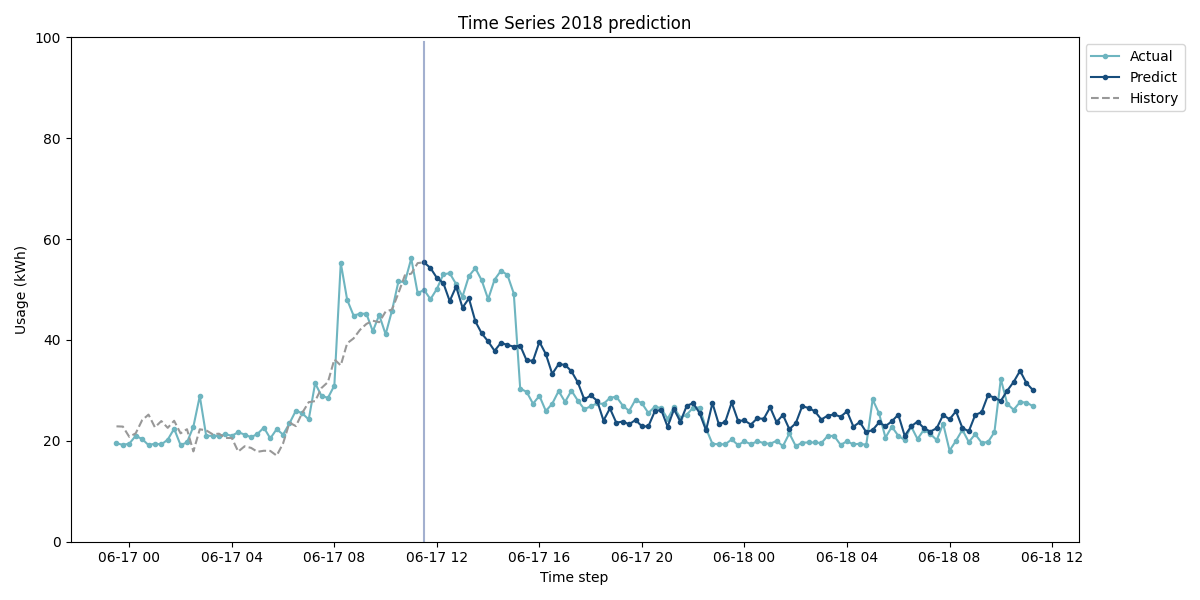 Time Series 2018 prediction
100
80
60
40
20
0
Usage (kWh)
06-17 00
06-17 04
06-17 08
06-17 12
06-17 16
06-17 20
06-18 00
06-18 04
06-18 08
06-18 12
Time step
Actual
Predict
History